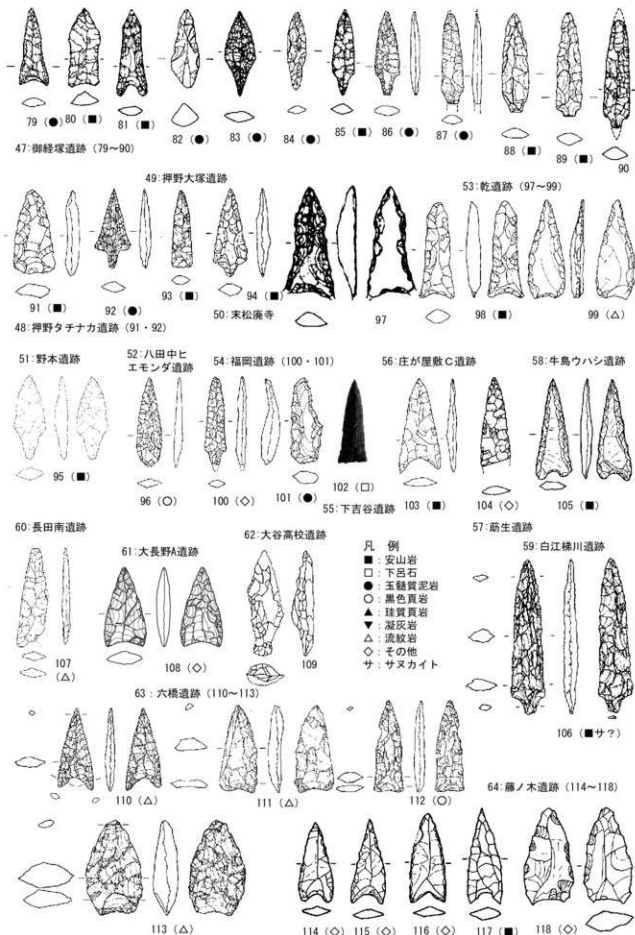 79 (●) 80 (■) 81 (■) 82 (●) 83 (●) 84 (●) 85 (■) 86 (●) 87 (●) 88 (■) 89 (■) 90
47：御経塚遺跡 (79～90)
49：押野大塚遺跡
53：乾遺跡 (97～99)
91 (■) 92 (●) 93 (■) 94 (■) 97 98 (■) 99 (△)
50：末松廃寺
48：押野タチナカ遺跡 (91・92)
51：野本遺跡
52：八田中ヒ
エモンダ遺跡
54：福岡遺跡 (100・101)
56：庄が屋敷C遺跡
58：牛島ウハシ遺跡
95 (■) 96 (○) 100 (◇) 101 (●) 102 (□) 103 (■) 104 (◇) 105 (■)
55：下吉谷遺跡
57：莇生遺跡
60：長田南遺跡
61：大長野A遺跡
62：大谷高校遺跡
59：白江梯川遺跡
凡　例
■：安山岩
□：下呂石
●：玉髄質泥岩
○：黒色頁岩
▲：珪質頁岩
▼：凝灰岩
△：流紋岩
◇：その他
サ：サヌカイト
107
(△)
108 (◇)
109
106 (■サ?)
63：六橋遺跡 (110～113)
110 (△) 111 (△) 112 (○)
64：藤ノ木遺跡 (114～118)
113 (△) 114 (◇) 115 (◇) 116 (◇) 117 (■) 118 (◇)